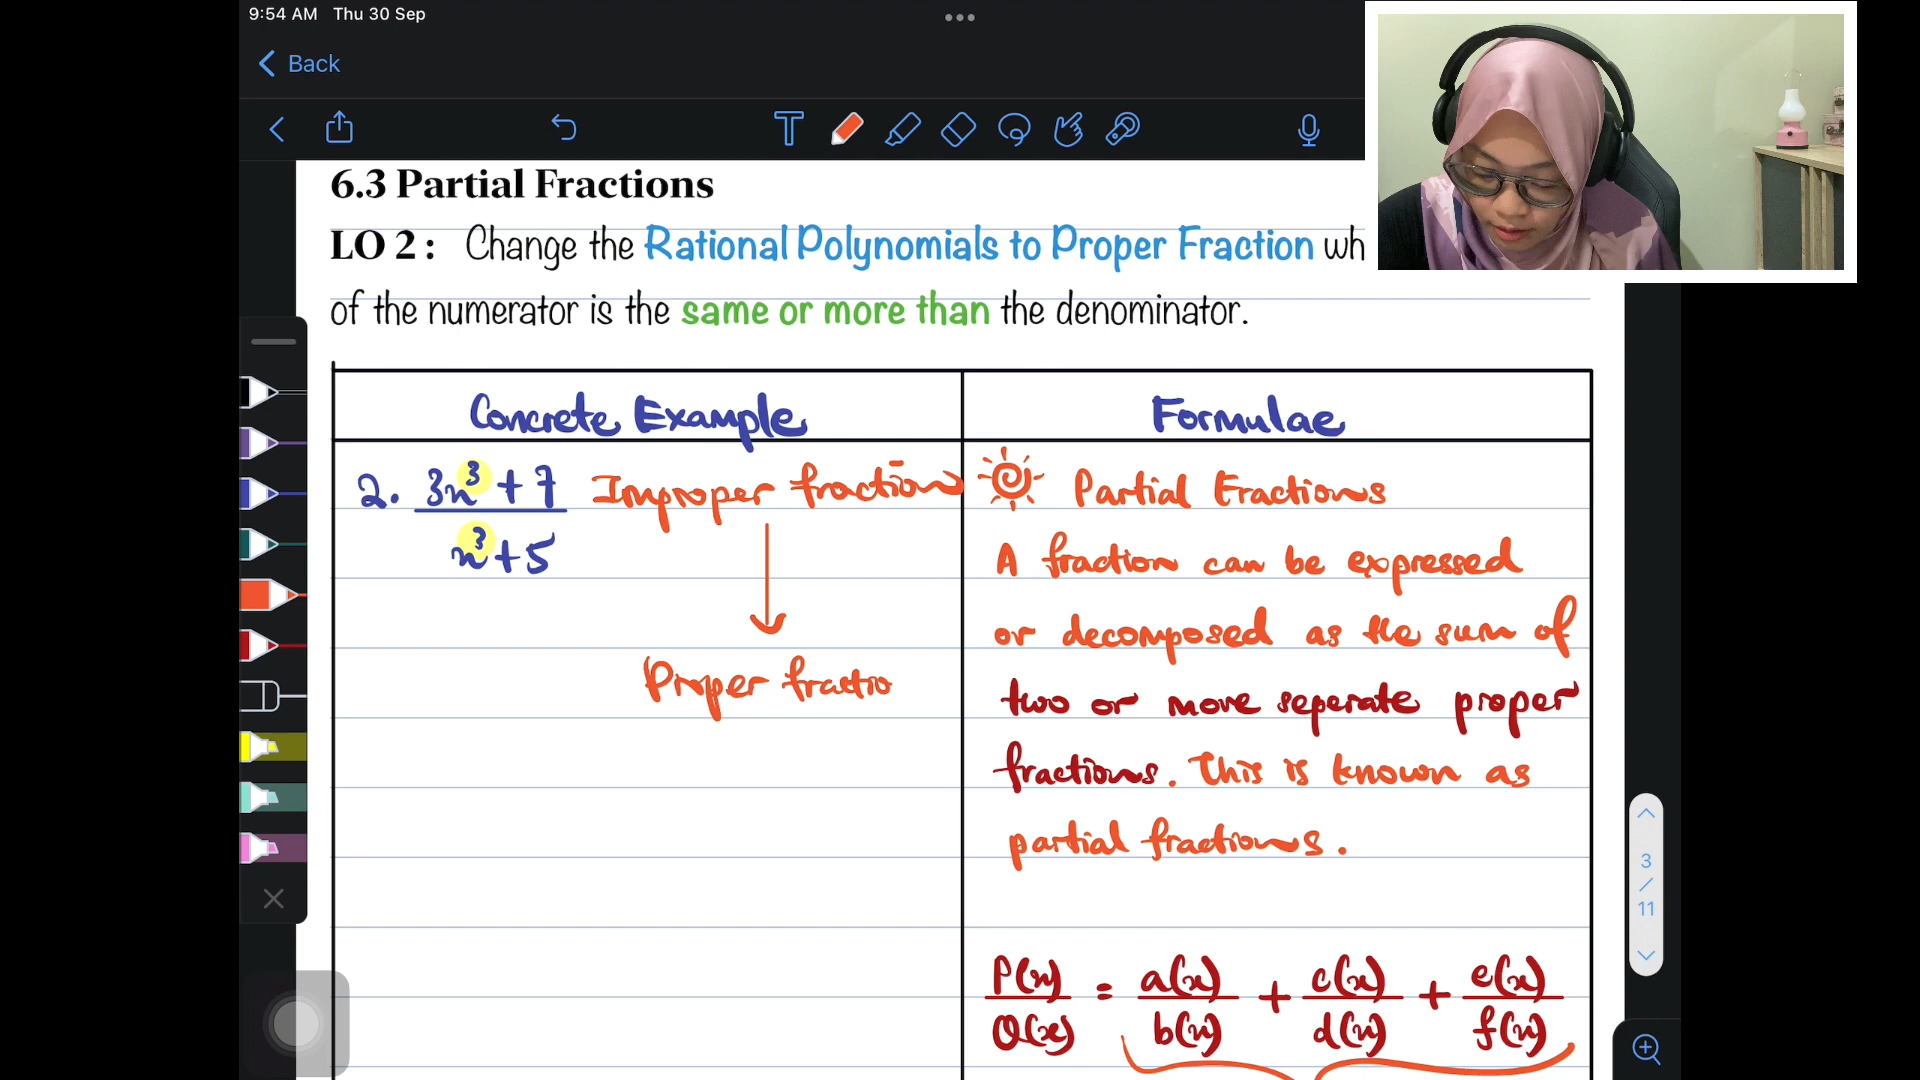 9:54 AM Thu 30 Sep
Back
6.3 Partial Fractions
LO 2 : Change the Rational Polynomials to Proper Fraction wh
of the numerator is the same or more than the denominator.
Concrete Example
Formulae
2. 3x³ + 7
x³ + 5
Improper fraction
Proper fractio
Partial Fractions
A fraction can be expressed
or decomposed as the sum of
two or more seperate proper
fractions. This is known as
partial fractions.
P(x)/Q(x) = a(x)/b(x) + c(x)/d(x) + e(x)/f(x)
3
/
11